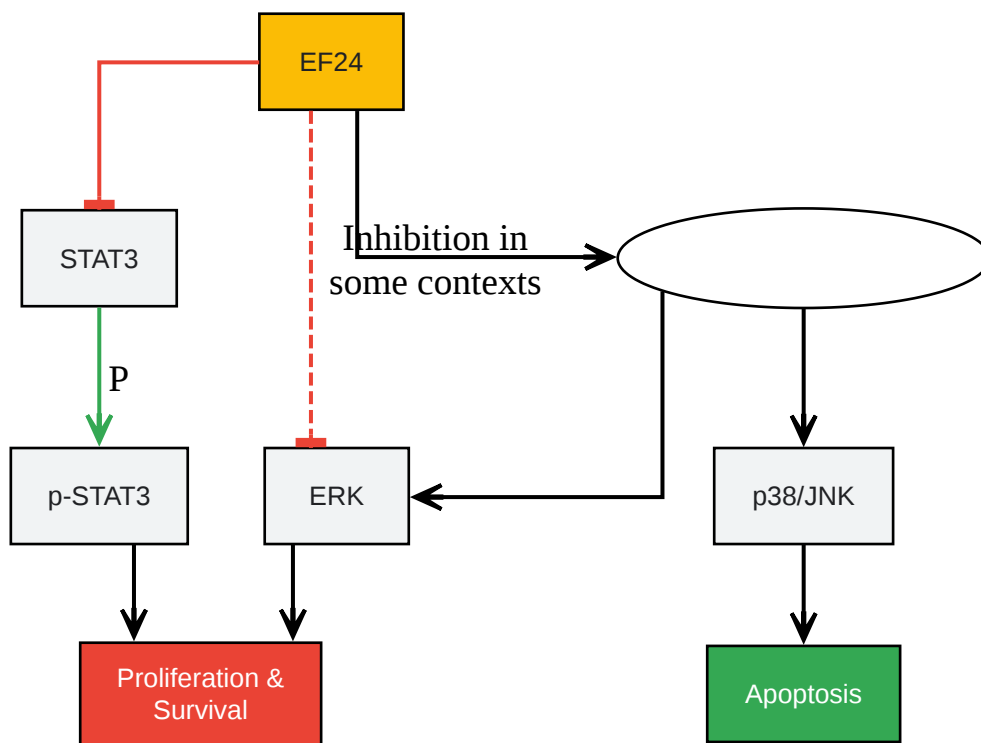 EF24
Inhibition in
some contexts
STAT3
P
p-STAT3
ERK
p38/JNK
Proliferation &
Survival
Apoptosis